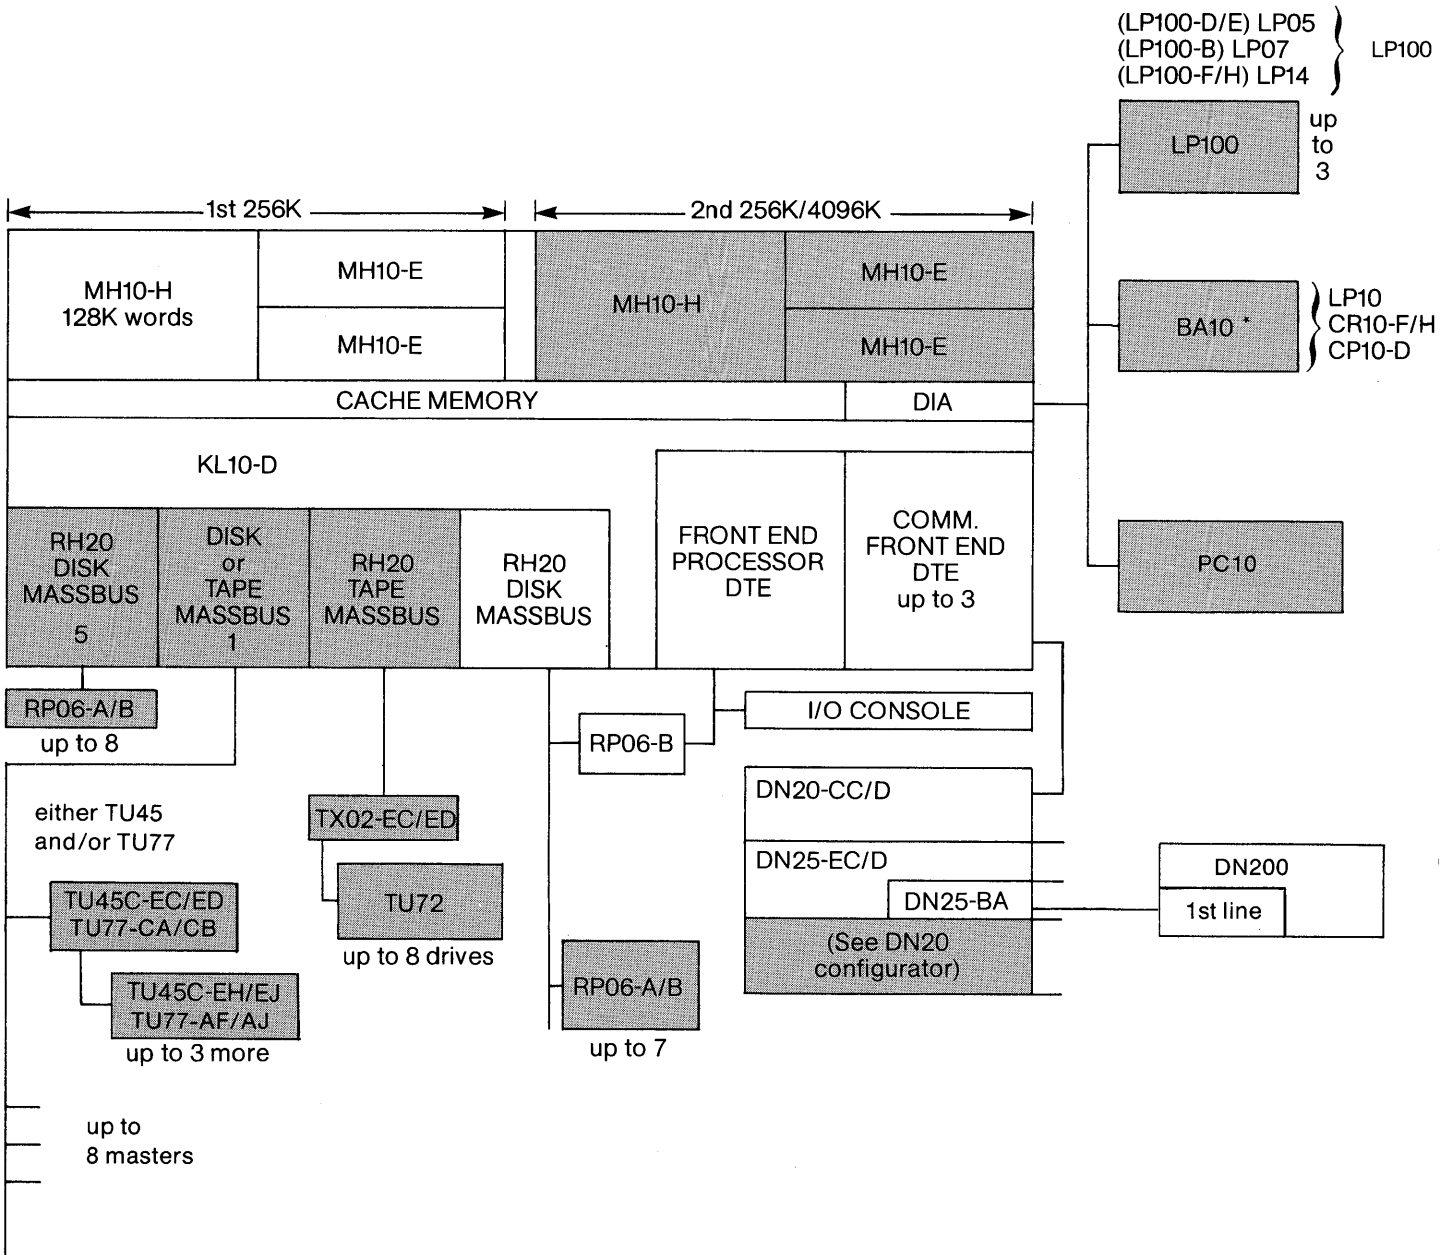 (LP100-D/E) LP05
(LP100-B) LP07
(LP100-F/H) LP14
LP100
LP100
up
to
3
1st 256K
2nd 256K/4096K
MH10-H
128K words
MH10-E
MH10-E
MH10-H
MH10-E
MH10-E
BA10 *
LP10
CR10-F/H
CP10-D
CACHE MEMORY
DIA
KL10-D
RH20
DISK
MASSBUS
5
DISK
or
TAPE
MASSBUS
1
RH20
TAPE
MASSBUS
RH20
DISK
MASSBUS
FRONT END
PROCESSOR
DTE
COMM.
FRONT END
DTE
up to 3
PC10
RP06-A/B
up to 8
RP06-B
I/O CONSOLE
either TU45
and/or TU77
TX02-EC/ED
TU72
up to 8 drives
TU45C-EC/ED
TU77-CA/CB
TU45C-EH/EJ
TU77-AF/AJ
up to 3 more
RP06-A/B
up to 7
DN20-CC/D
DN25-EC/D
DN25-BA
(See DN20
configurator)
DN200
1st line
up to
8 masters